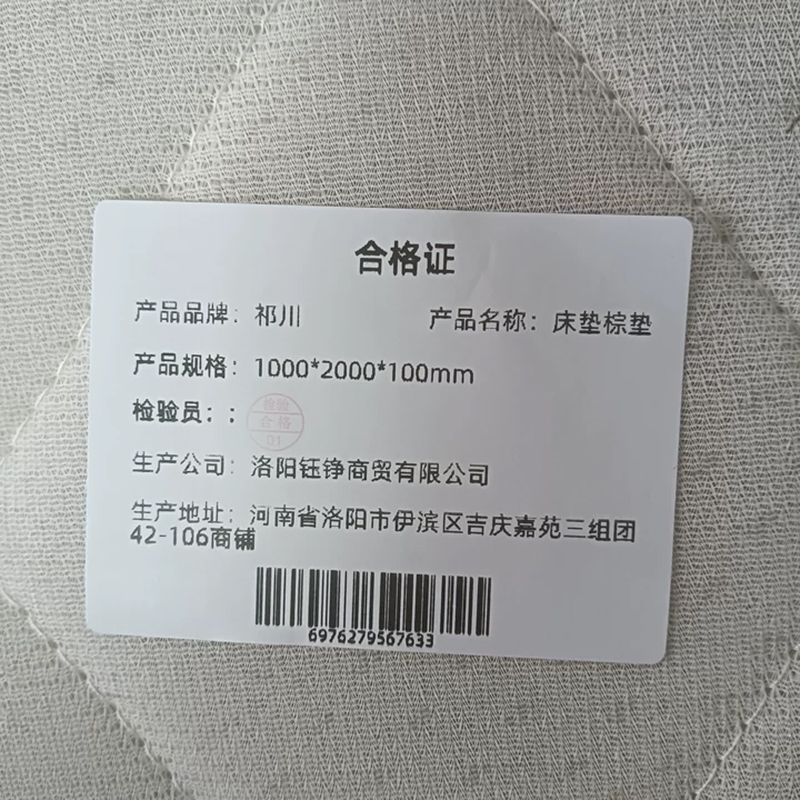 合格证
产品品牌：祁川 产品名称：床垫棕垫
产品规格：1000*2000*100mm
检验员：：
检验
合格
01
生产公司：洛阳钰铮商贸有限公司
生产地址：河南省洛阳市伊滨区吉庆嘉苑三组团
42-106商铺
6976279567633